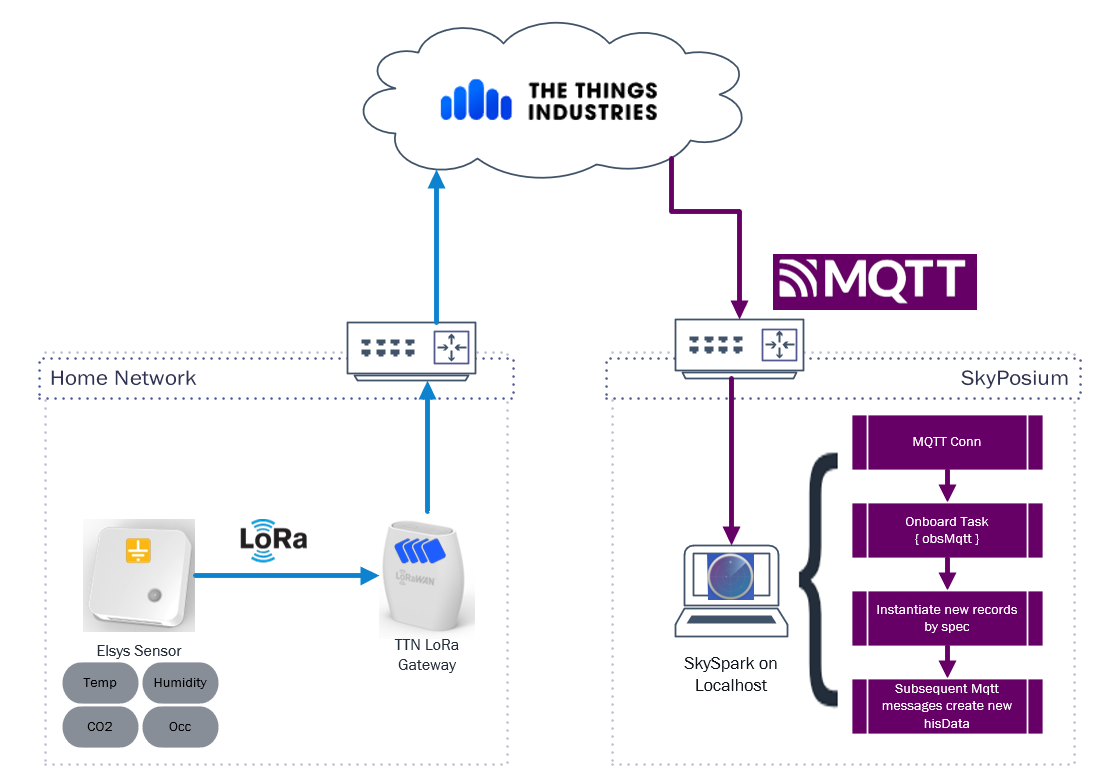 THE THINGS
INDUSTRIES
MQTT
Home Network
SkyPosium
LoRa
LoRaWAN
Elsys Sensor
Temp
Humidity
CO2
Occ
TTN LoRa
Gateway
SkySpark on
Localhost
MQTT Conn
Onboard Task
{ obsMqtt }
Instantiate new records
by spec
Subsequent Mqtt
messages create new
hisData